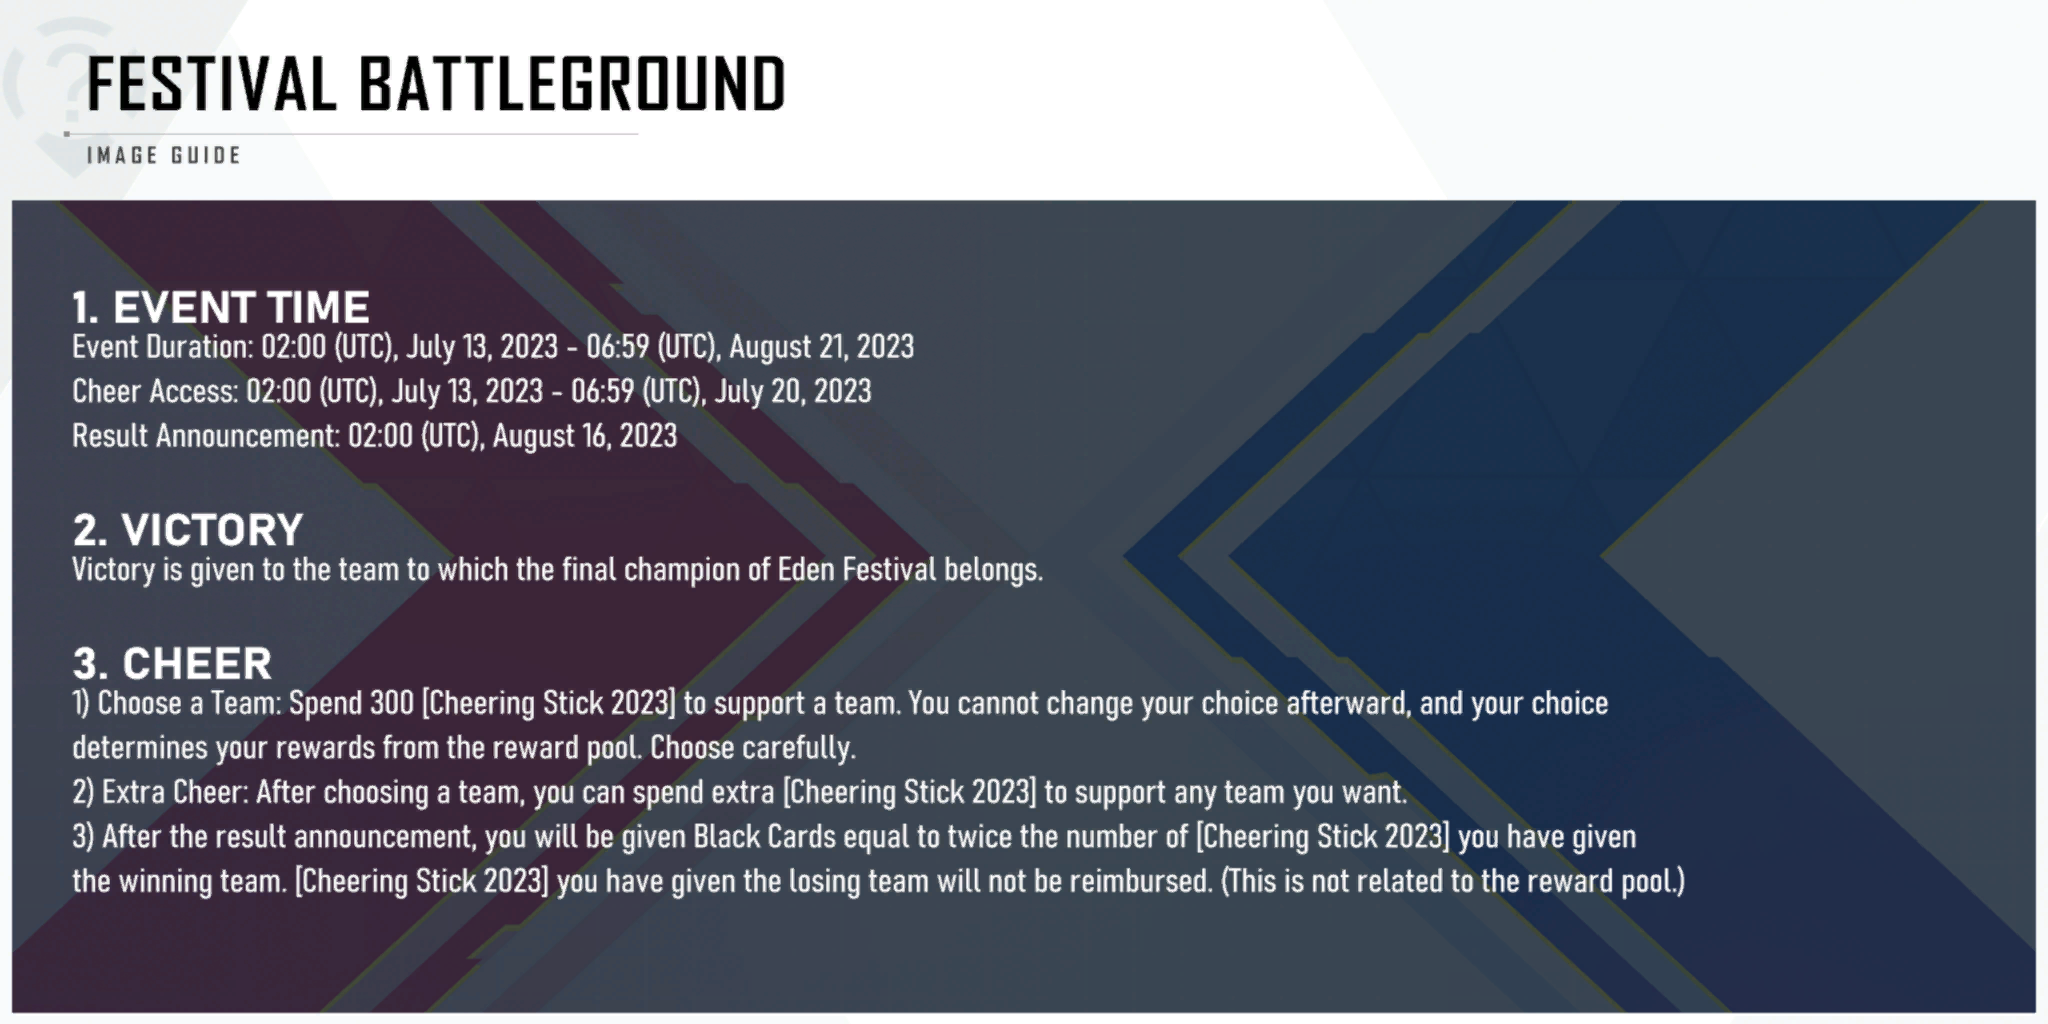 FESTIVAL BATTLEGROUND
IMAGE GUIDE
1. EVENT TIME
Event Duration: 02:00 (UTC), July 13, 2023 - 06:59 (UTC), August 21, 2023
Cheer Access: 02:00 (UTC), July 13, 2023 - 06:59 (UTC), July 20, 2023
Result Announcement: 02:00 (UTC), August 16, 2023
2. VICTORY
Victory is given to the team to which the final champion of Eden Festival belongs.
3. CHEER
1) Choose a Team: Spend 300 [Cheering Stick 2023] to support a team. You cannot change your choice afterward, and your choice
determines your rewards from the reward pool. Choose carefully.
2) Extra Cheer: After choosing a team, you can spend extra [Cheering Stick 2023] to support any team you want.
3) After the result announcement, you will be given Black Cards equal to twice the number of [Cheering Stick 2023] you have given
the winning team. [Cheering Stick 2023] you have given the losing team will not be reimbursed. (This is not related to the reward pool.)